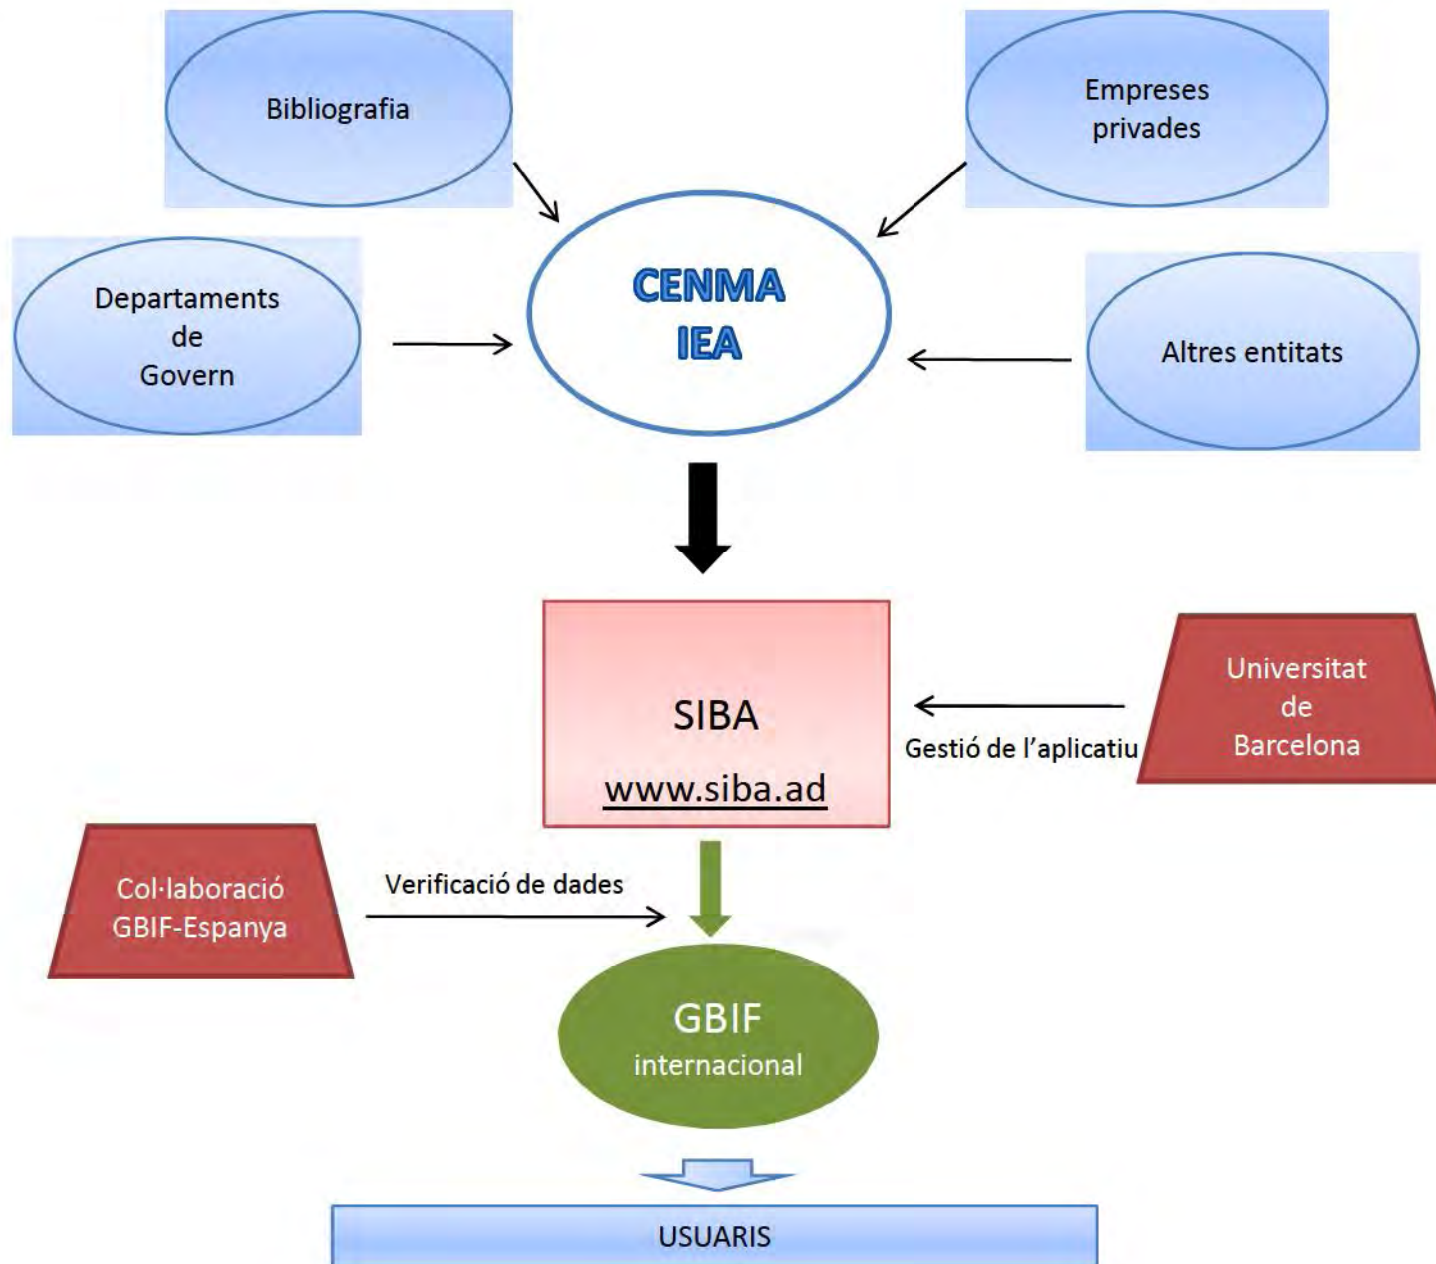 Bibliografia
Empreses
privades
CENMA
IEA
Departaments
de
Govern
Altres entitats
SIBA
www.siba.ad
Universitat
de
Barcelona
Gestió de l’aplicatiu
Col·laboració
GBIF-Espanya
Verificació de dades
GBIF
internacional
USUARIS